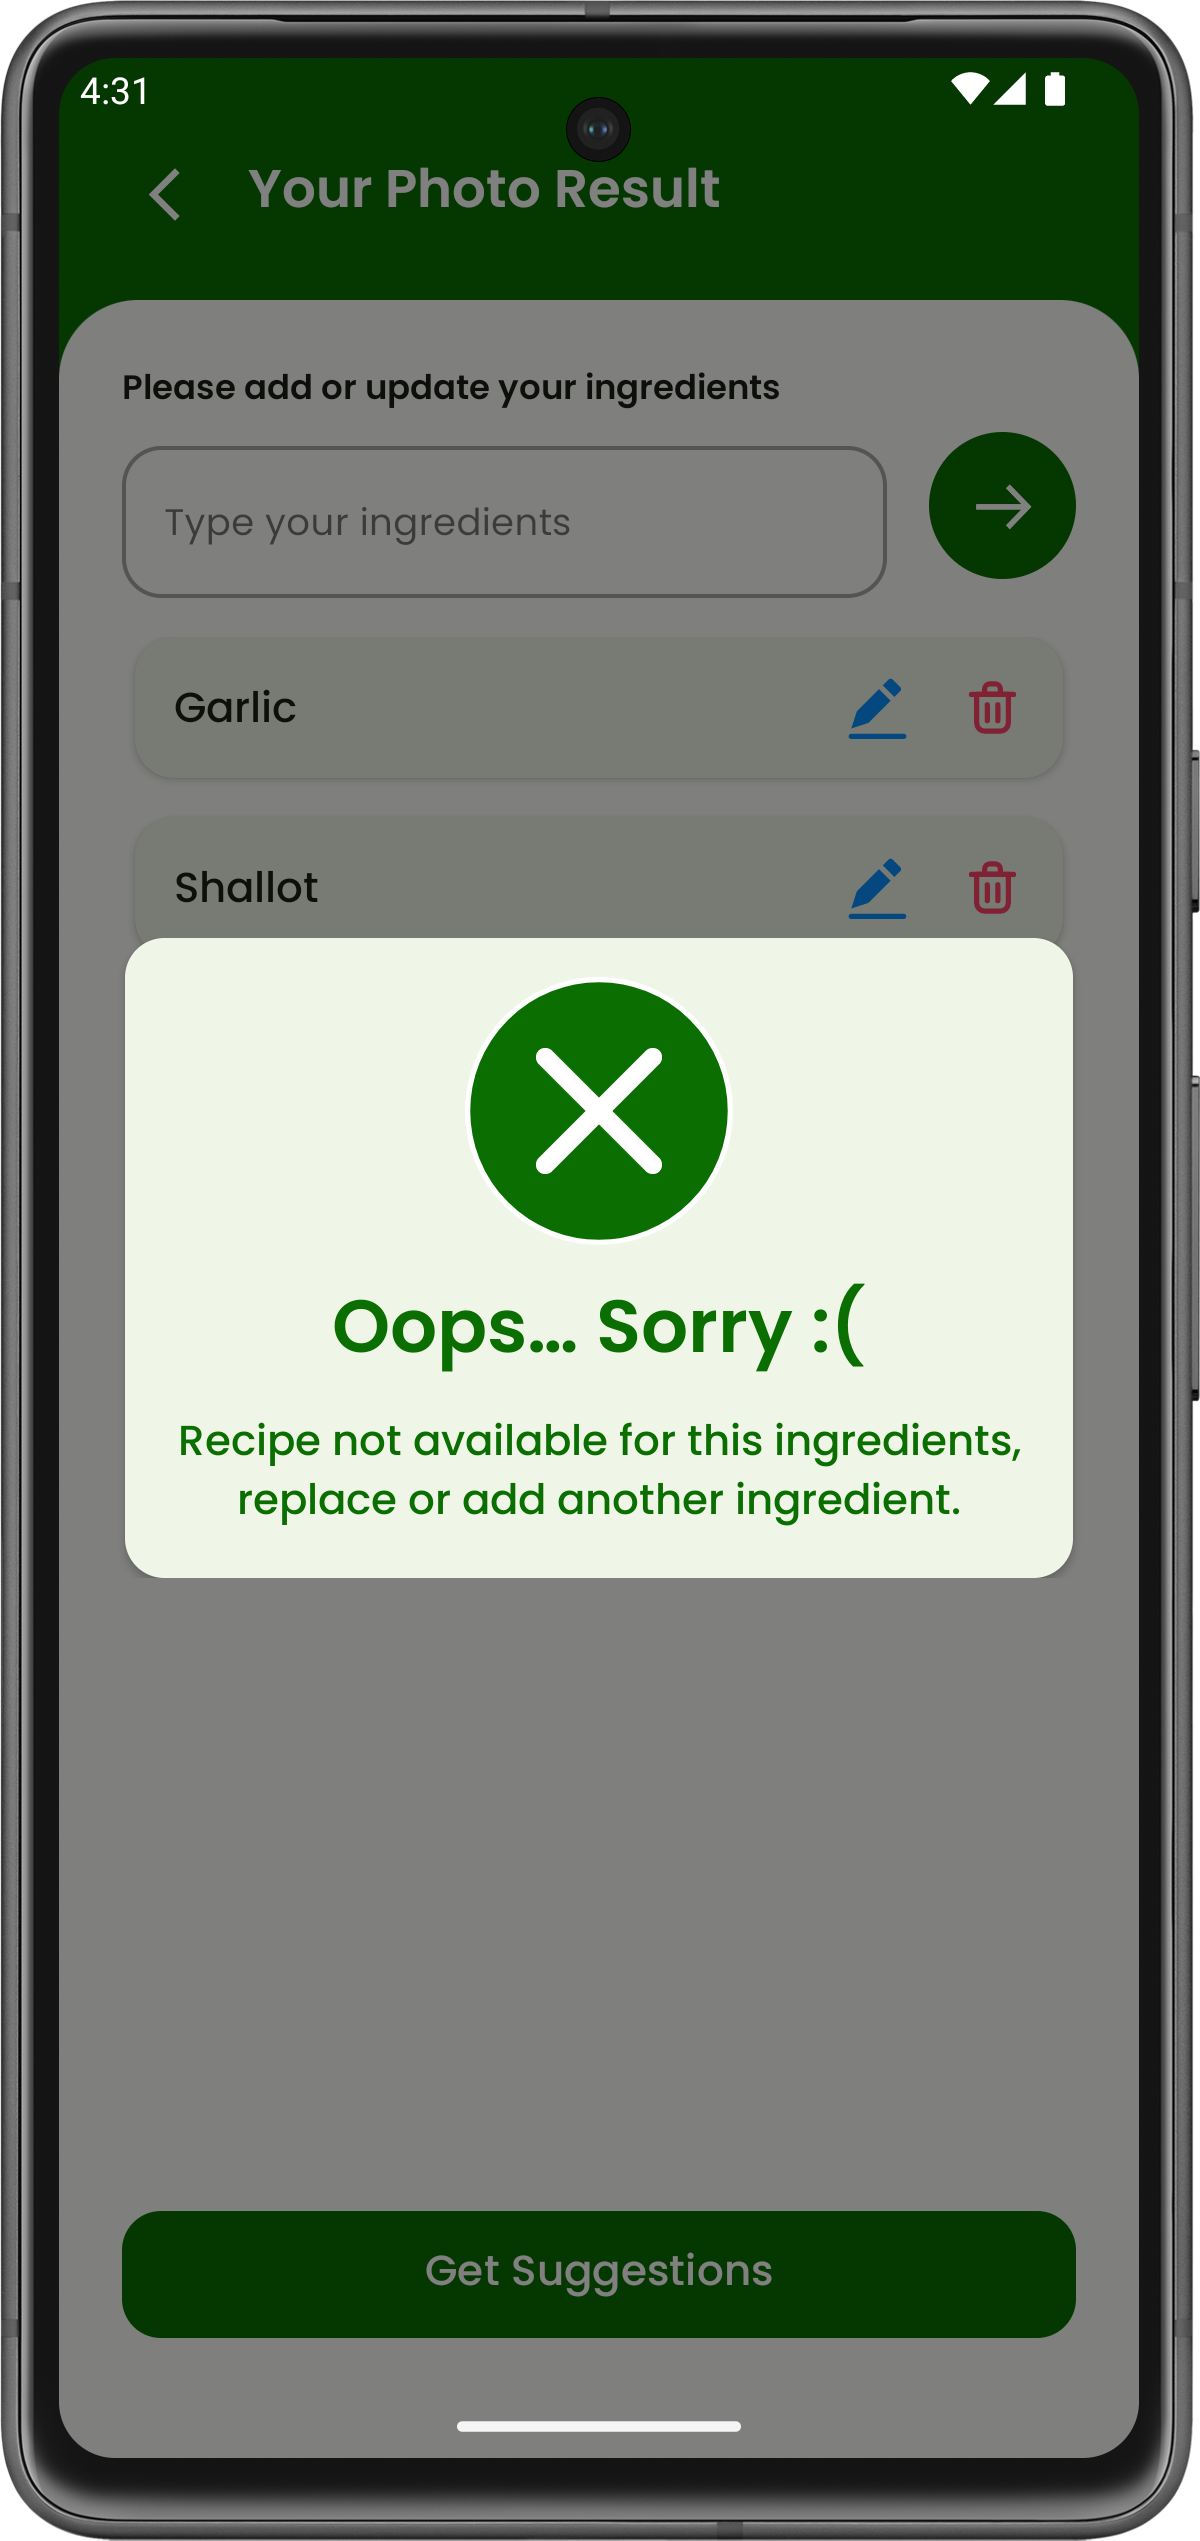 4:31
Your Photo Result
Please add or update your ingredients
Type your ingredients
Garlic
Shallot
Oops... Sorry :(
Recipe not available for this ingredients,
replace or add another ingredient.
Get Suggestions